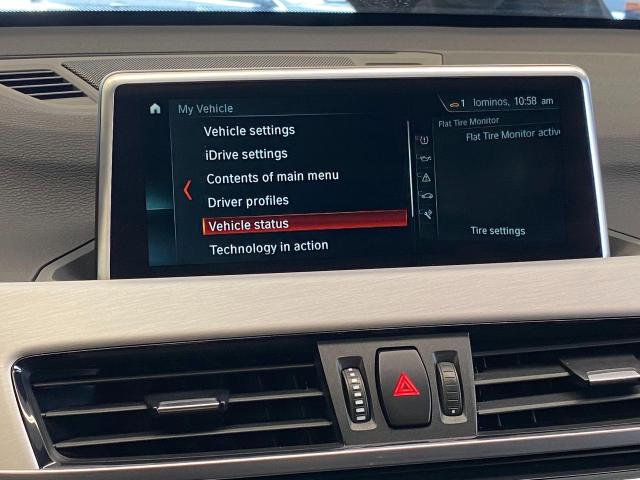 My Vehicle
1 lominos, 10:58 am
Vehicle settings
iDrive settings
Contents of main menu
Driver profiles
Vehicle status
Technology in action
Flat Tire Monitor
Flat Tire Monitor activ
Tire settings